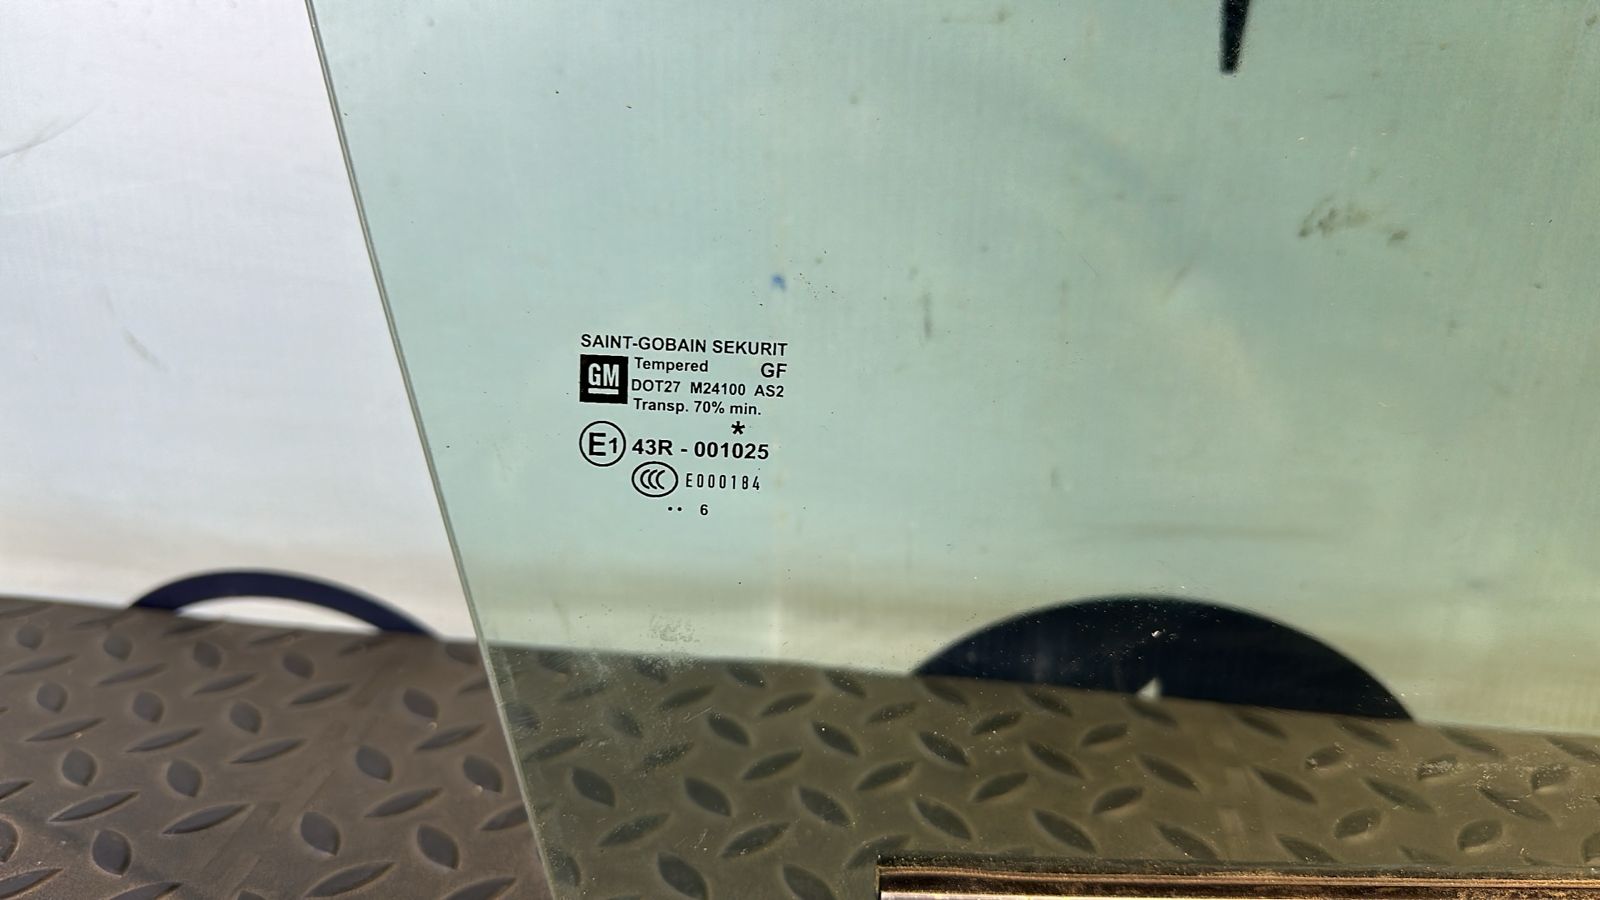 SAINT-GOBAIN SEKURIT
GM Tempered GF
DOT27 M24100 AS2
Transp. 70% min.
*
E1 43R - 001025
CCC E000184
·· 6